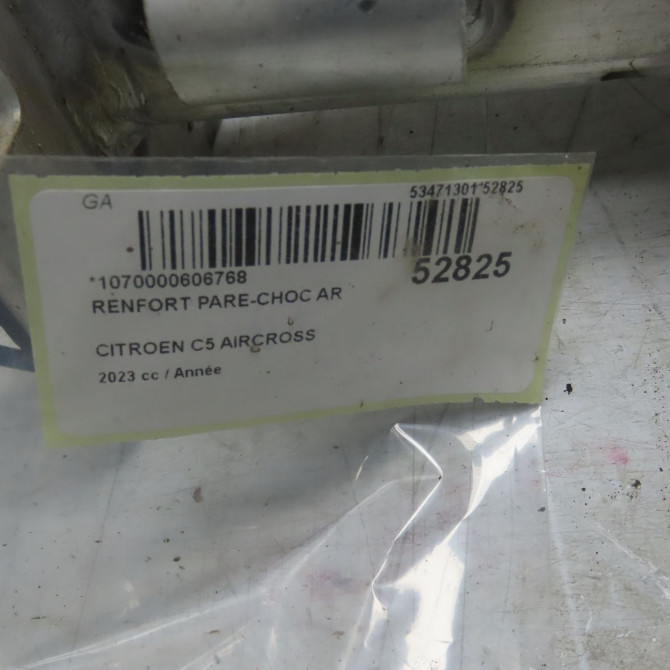 GA
53471301*52825
*1070000606768
52825
RENFORT PARE-CHOC AR
CITROEN C5 AIRCROSS
2023 cc / Année